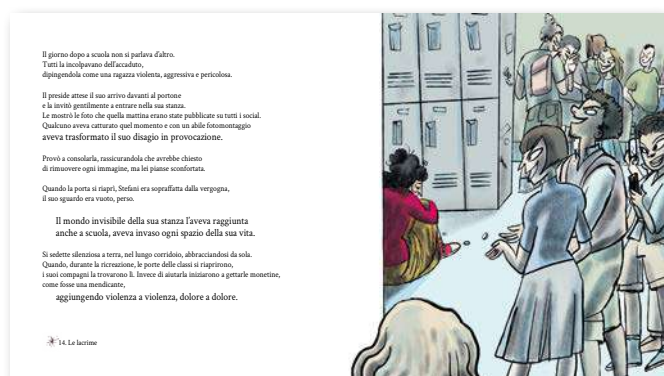 Il giorno dopo a scuola non si parlava d'altro.
Tutti la incolpavano dell'accaduto,
dipingendola come una ragazza violenta, aggressiva e pericolosa.
Il preside attese il suo arrivo davanti al portone
e la invitò gentilmente a entrare nella sua stanza.
Le mostrò le foto che quella mattina erano state pubblicate su tutti i social.
Qualcuno aveva catturato quel momento e con un abile fotomontaggio
aveva trasformato il suo disagio in provocazione.
Provò a consolarla, rassicurandola che avrebbe chiesto
di rimuovere ogni immagine, ma lei pianse sconfortata.
Quando la porta si riaprì, Stefani era sopraffatta dalla vergogna,
il suo sguardo era vuoto, perso.
Il mondo invisibile della sua stanza l'aveva raggiunta
anche a scuola, aveva invaso ogni spazio della sua vita.
Si sedette silenziosa a terra, nel lungo corridoio, abbracciandosi da sola.
Quando, durante la ricreazione, le porte delle classi si riaprirono,
i suoi compagni la trovarono lì. Invece di aiutarla iniziarono a gettarle monetine,
come fosse una mendicante,
aggiungendo violenza a violenza, dolore a dolore.
14. Le lacrime